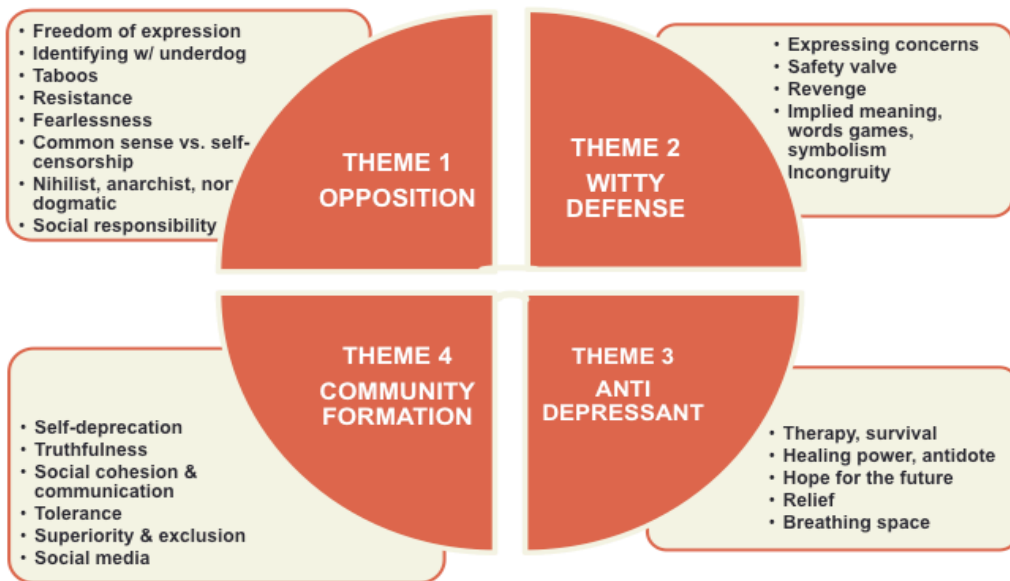 • Freedom of expression
• Identifying w/ underdog
• Taboos
• Resistance
• Fearlessness
• Common sense vs. self-
censorship
• Nihilist, anarchist,
dogmatic
• Social responsibility
THEME 1
OPPOSITION
• Expressing concerns
• Safety valve
• Revenge
• Implied meaning,
words games,
symbolism
Incongruity
THEME 2
WITTY
DEFENSE
THEME 4
COMMUNITY
FORMATION
• Self-deprecation
• Truthfulness
• Social cohesion &
communication
• Tolerance
• Superiority & exclusion
• Social media
THEME 3
ANTI
DEPRESSANT
• Therapy, survival
• Healing power, antidote
• Hope for the future
• Relief
• Breathing space